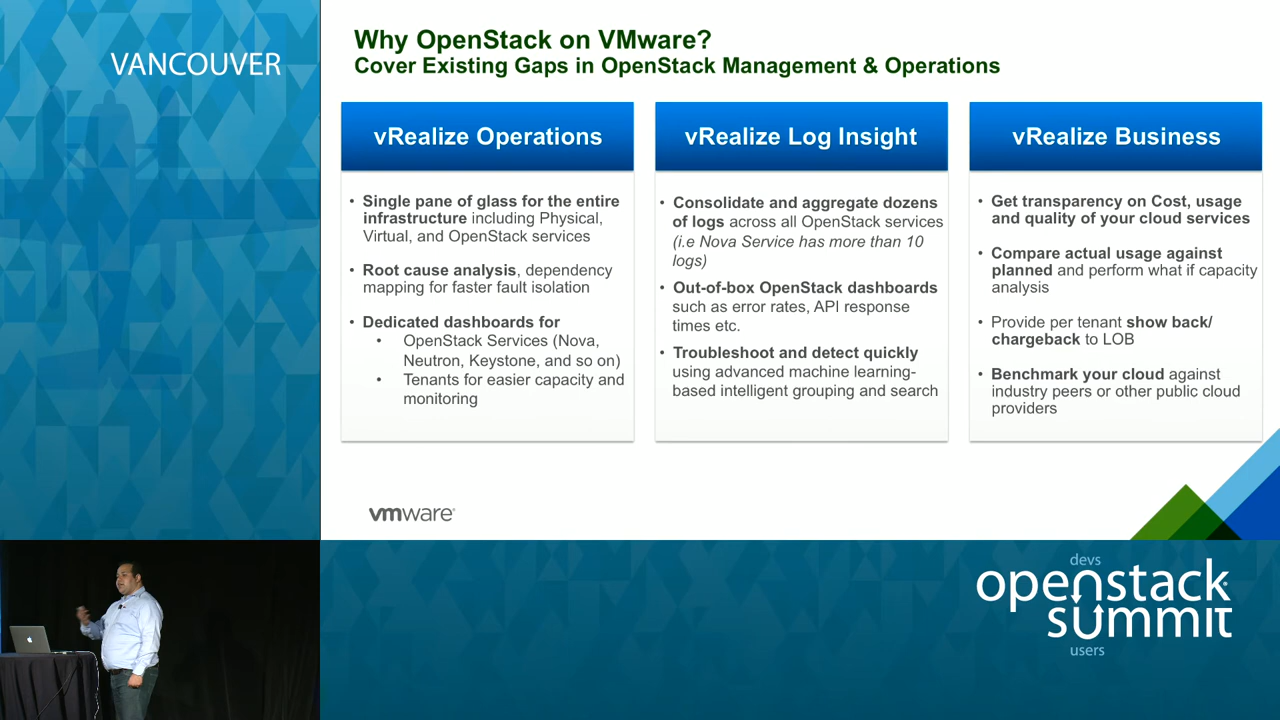 VANCOUVER
Why OpenStack on VMware?
Cover Existing Gaps in OpenStack Management & Operations
vRealize Operations
• Single pane of glass for the entire
infrastructure including Physical,
Virtual, and OpenStack services
• Root cause analysis, dependency
mapping for faster fault isolation
• Dedicated dashboards for
• OpenStack Services (Nova,
Neutron, Keystone, and so on)
• Tenants for easier capacity and
monitoring
vRealize Log Insight
• Consolidate and aggregate dozens
of logs across all OpenStack services
(i.e Nova Service has more than 10
logs)
• Out-of-box OpenStack dashboards
such as error rates, API response
times etc.
• Troubleshoot and detect quickly
using advanced machine learning-
based intelligent grouping and search
vRealize Business
• Get transparency on Cost, usage
and quality of your cloud services
• Compare actual usage against
planned and perform what if capacity
analysis
• Provide per tenant show back/
chargeback to LOB
• Benchmark your cloud against
industry peers or other public cloud
providers
vmware
devs
openstack
summit
users